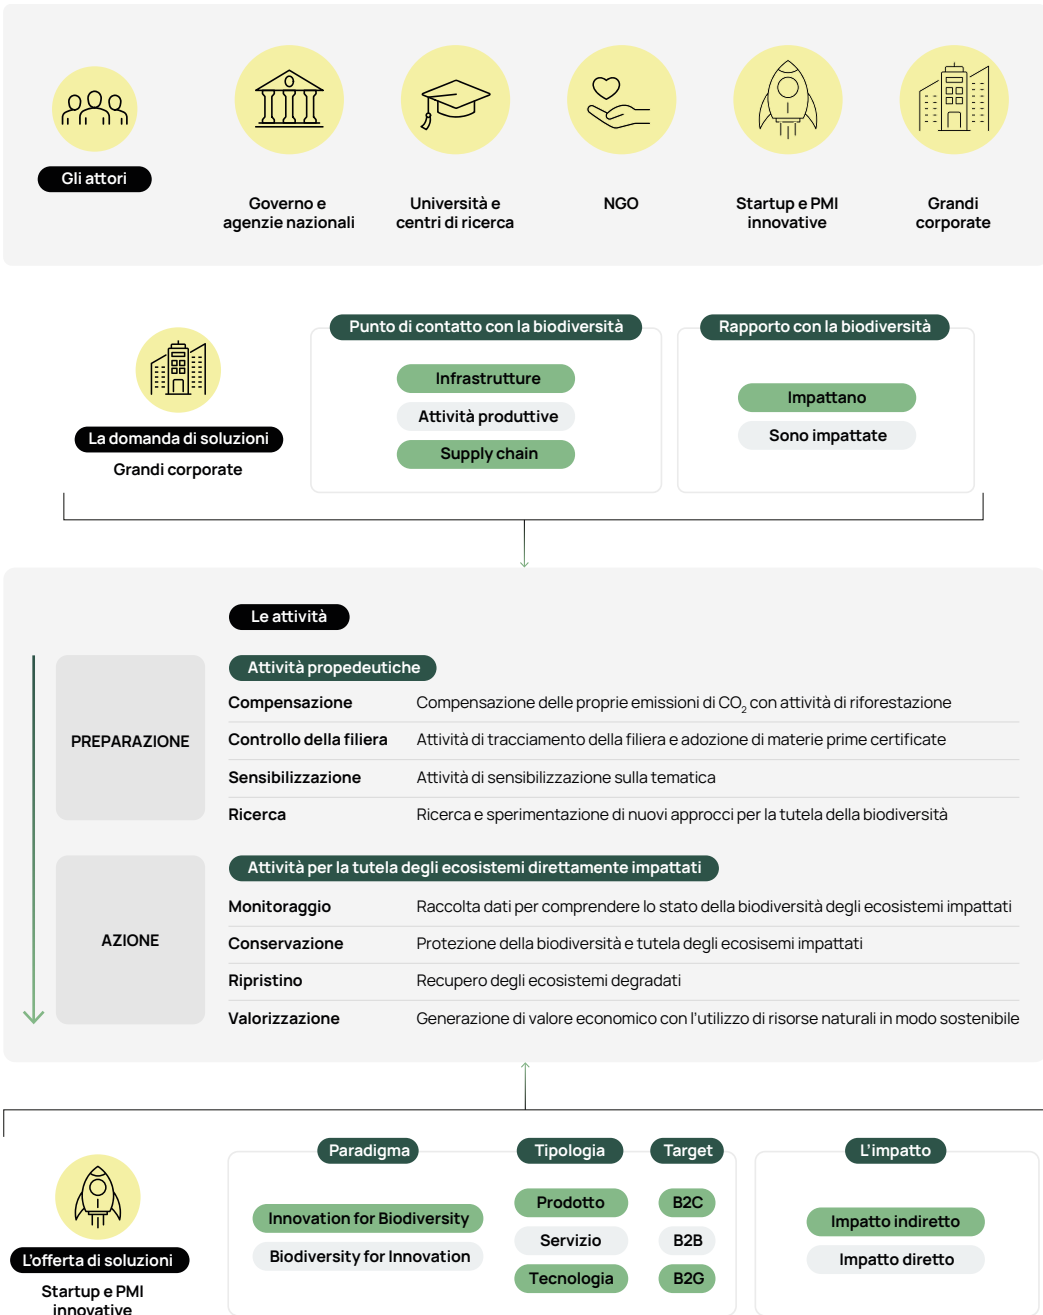 Gli attori
Governo e
agenzie nazionali
Università e
centri di ricerca
NGO
Startup e PMI
innovative
Grandi
corporate
La domanda di soluzioni
Grandi corporate
Punto di contatto con la biodiversità
Infrastrutture
Attività produttive
Supply chain
Rapporto con la biodiversità
Impattano
Sono impattate
Le attività
PREPARAZIONE
Attività propedeutiche
Compensazione Compensazione delle proprie emissioni di CO₂ con attività di riforestazione
Controllo della filiera Attività di tracciamento della filiera e adozione di materie prime certificate
Sensibilizzazione Attività di sensibilizzazione sulla tematica
Ricerca Ricerca e sperimentazione di nuovi approcci per la tutela della biodiversità
AZIONE
Attività per la tutela degli ecosistemi direttamente impattati
Monitoraggio Raccolta dati per comprendere lo stato della biodiversità degli ecosistemi impattati
Conservazione Protezione della biodiversità e tutela degli ecosisemi impattati
Ripristino Recupero degli ecosistemi degradati
Valorizzazione Generazione di valore economico con l'utilizzo di risorse naturali in modo sostenibile
L'offerta di soluzioni
Startup e PMI
innovative
Paradigma
Innovation for Biodiversity
Biodiversity for Innovation
Tipologia
Prodotto
Servizio
Tecnologia
Target
B2C
B2B
B2G
L'impatto
Impatto indiretto
Impatto diretto